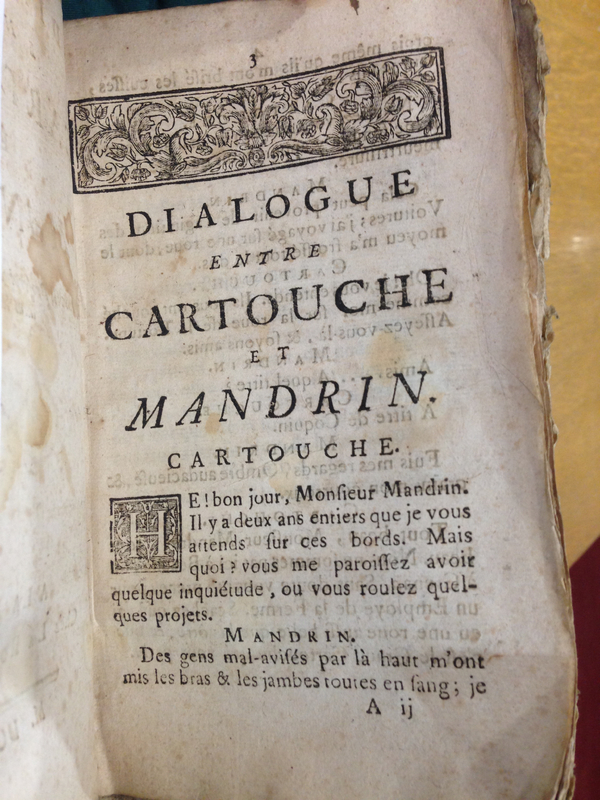 3
DIALOGUE
ENTRE
CARTOUCHE
ET
MANDRIN.
CARTOUCHE.
HE! bon jour, Monſieur Mandrin.
Il y a deux ans entiers que je vous
attends ſur ces bords. Mais
quoi? vous me paroiſſez avoir
quelque inquiétude, ou vous roulez quel-
ques projets.
MANDRIN.
Des gens mal-aviſés par là haut m'ont
mis les bras & les jambes toutes en ſang; je
A ij